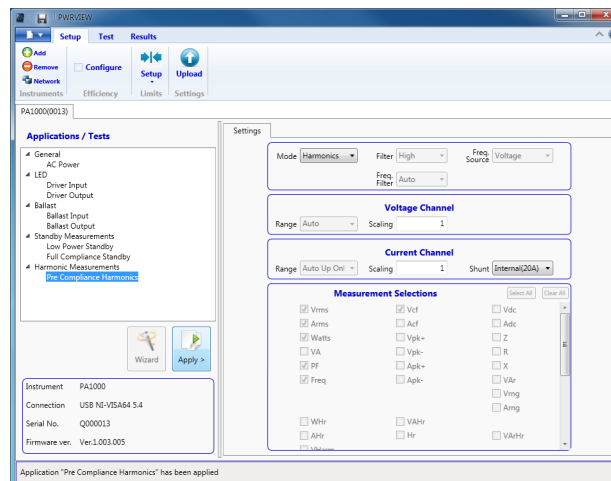 PWRVIEW
Setup Test Results
Add
Remove
Network
Configure
Setup
Upload
Instruments Efficiency Limits Settings
PA1000(0013)
Applications / Tests
General
AC Power
LED
Driver Input
Driver Output
Ballast
Ballast Input
Ballast Output
Standby Measurements
Low Power Standby
Full Compliance Standby
Harmonic Measurements
Pre Compliance Harmonics
Wizard
Apply >
Instrument PA1000
Connection USB NI-VISA64 5.4
Serial No. Q000013
Firmware ver. Ver.1.003.005
Settings
Mode Harmonics Filter High Freq. Source Voltage
Freq. Filter Auto
Voltage Channel
Range Auto Scaling 1
Current Channel
Range Auto Up Onl Scaling 1 Shunt Internal(20A)
Measurement Selections Select All Clear All
Vrms Vcf Vdc
Arms Acf Adc
Watts Vpk+ Z
VA Vpk- R
PF Apk+ X
Freq Apk- VAr
Vrng
Arng
WHr VAHr
AHr Hr VArHr
VHarm
Application "Pre Compliance Harmonics" has been applied